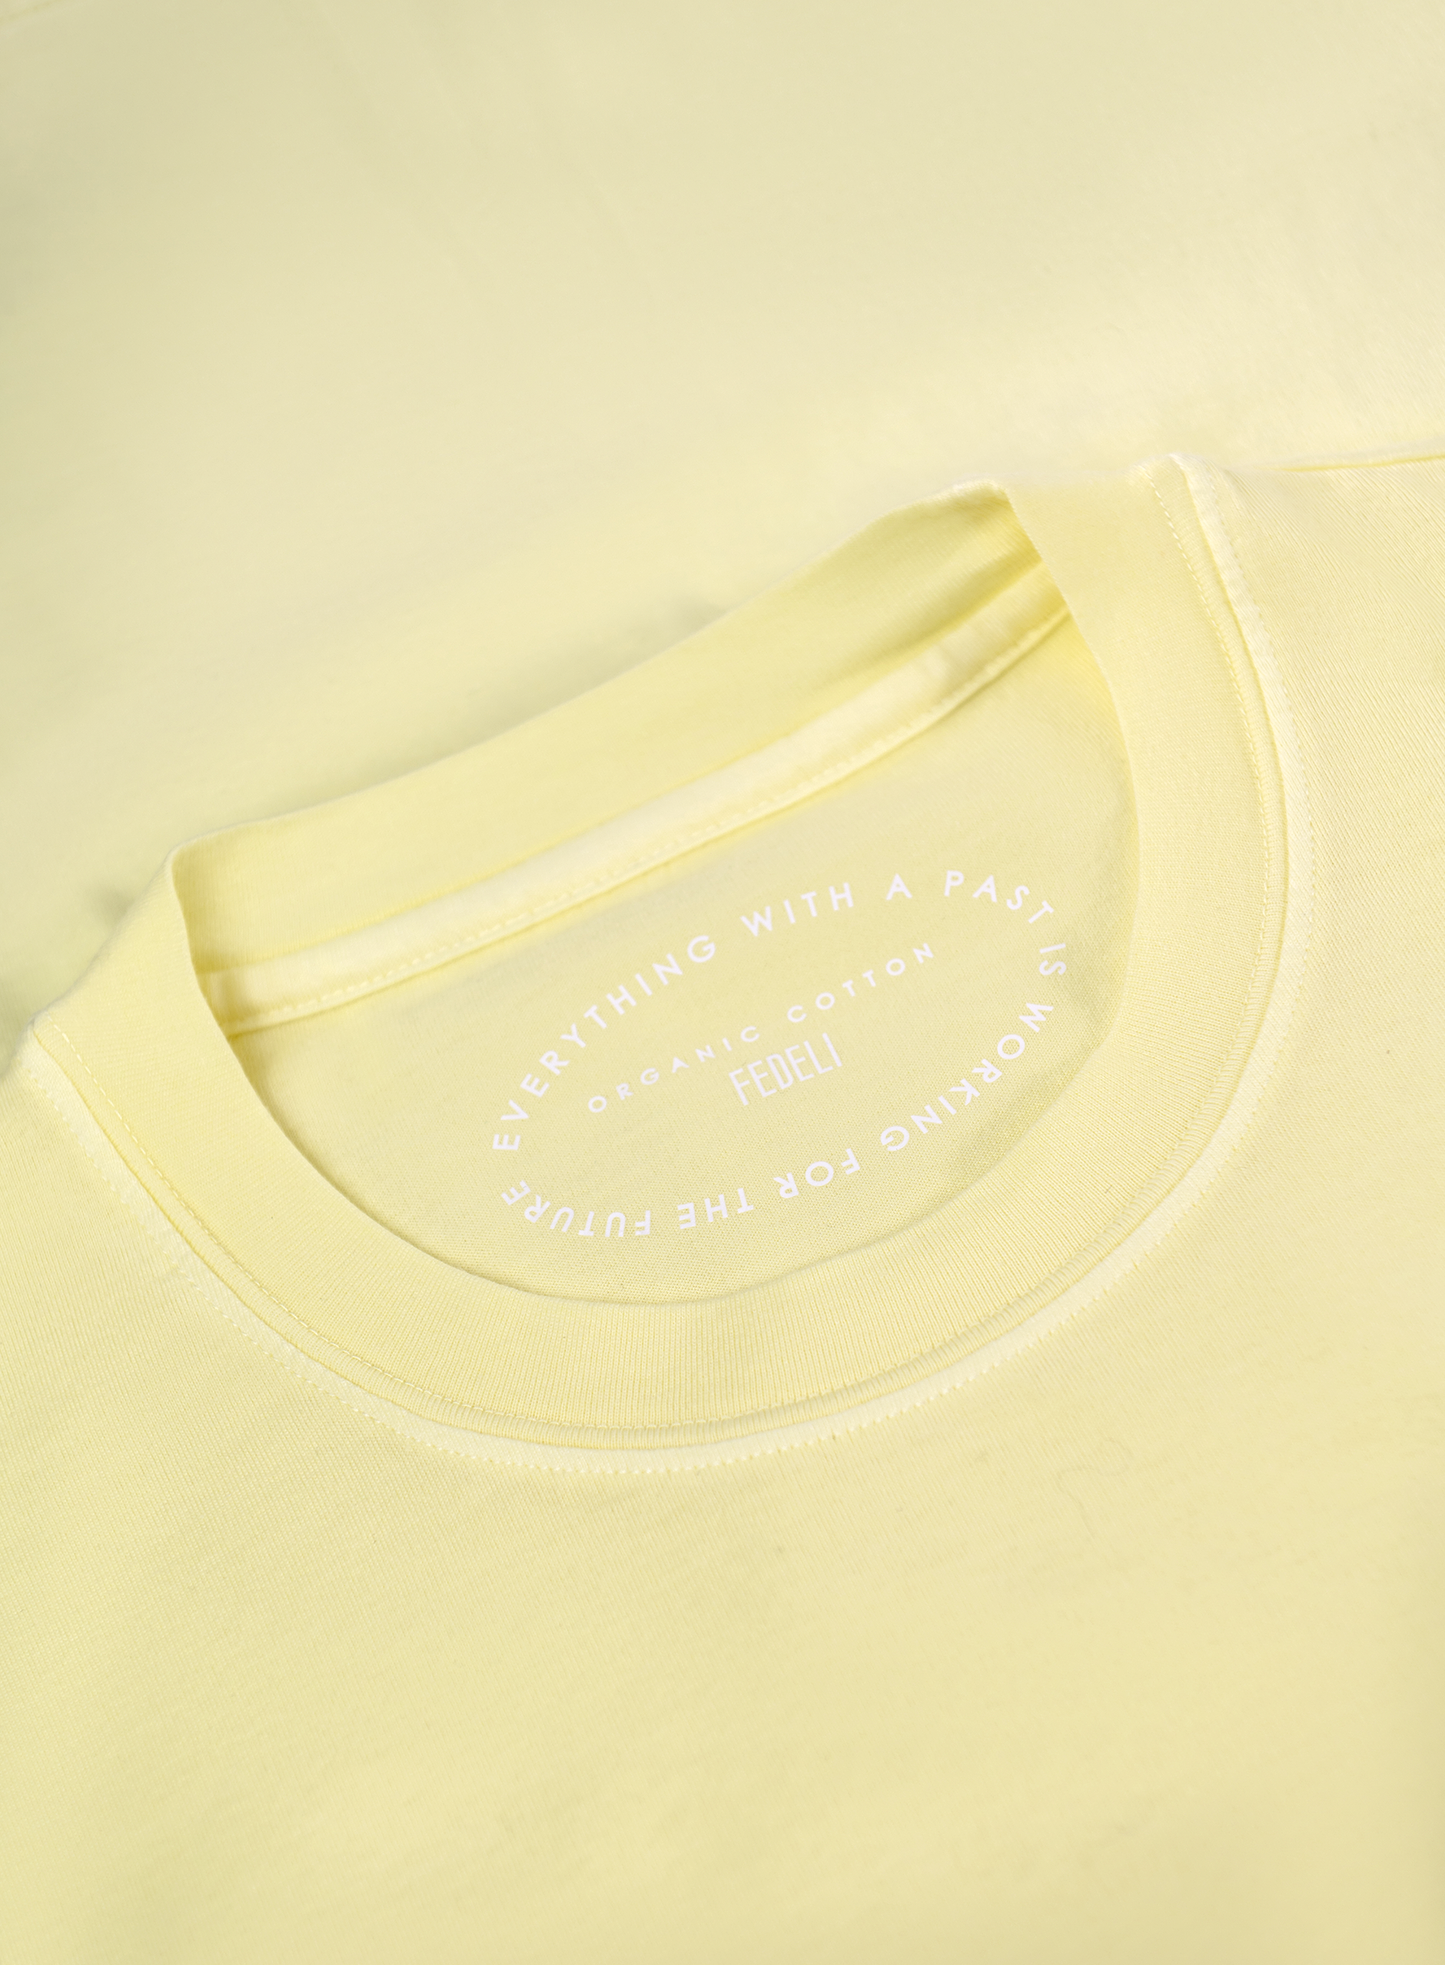 EVERYTHING WITH A PAST IS WORKING FOR THE FUTURE
ORGANIC COTTON
FEDELI